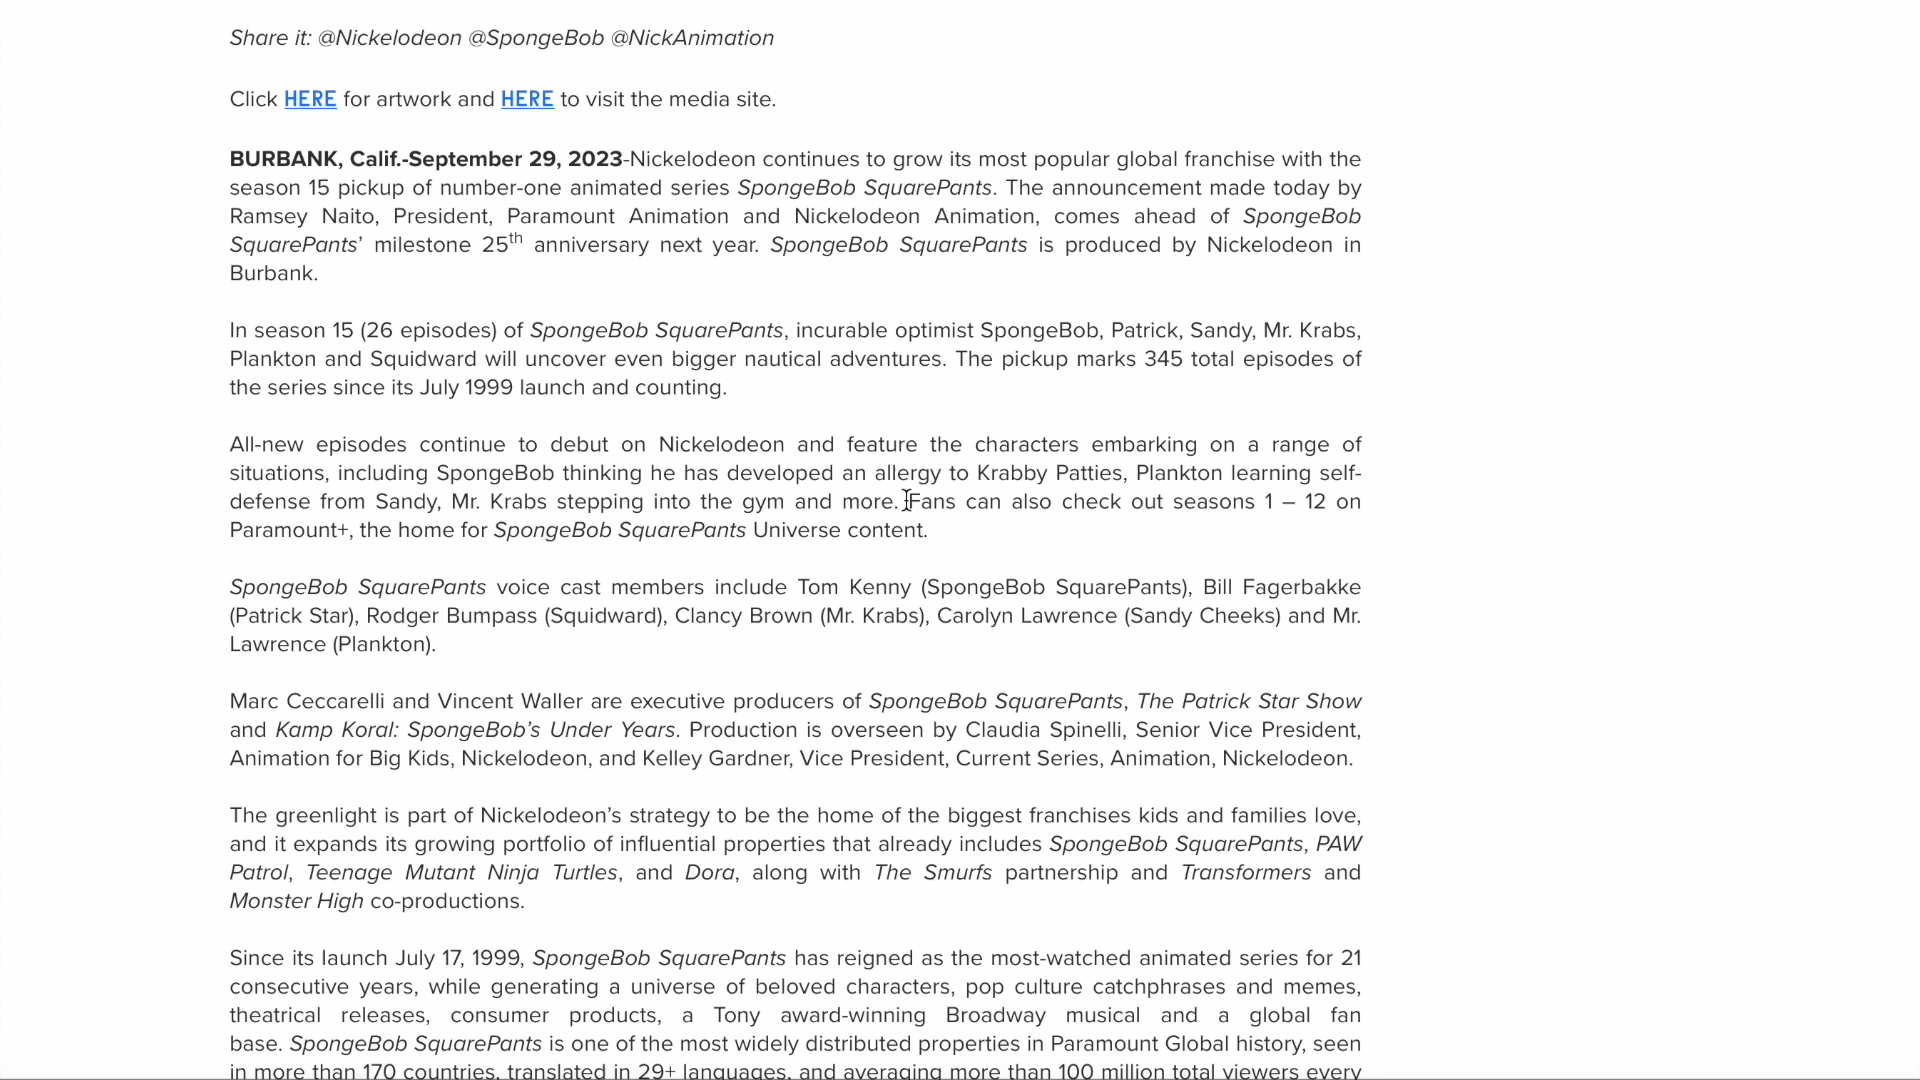 Share it: @Nickelodeon @SpongeBob @NickAnimation
Click HERE for artwork and HERE to visit the media site.
BURBANK, Calif.-September 29, 2023-Nickelodeon continues to grow its most popular global franchise with the
season 15 pickup of number-one animated series SpongeBob SquarePants. The announcement made today by
Ramsey Naito, President, Paramount Animation and Nickelodeon Animation, comes ahead of SpongeBob
SquarePants’ milestone 25th anniversary next year. SpongeBob SquarePants is produced by Nickelodeon in
Burbank.
In season 15 (26 episodes) of SpongeBob SquarePants, incurable optimist SpongeBob, Patrick, Sandy, Mr. Krabs,
Plankton and Squidward will uncover even bigger nautical adventures. The pickup marks 345 total episodes of
the series since its July 1999 launch and counting.
All-new episodes continue to debut on Nickelodeon and feature the characters embarking on a range of
situations, including SpongeBob thinking he has developed an allergy to Krabby Patties, Plankton learning self-
defense from Sandy, Mr. Krabs stepping into the gym and more. Fans can also check out seasons 1 – 12 on
Paramount+, the home for SpongeBob SquarePants Universe content.
SpongeBob SquarePants voice cast members include Tom Kenny (SpongeBob SquarePants), Bill Fagerbakke
(Patrick Star), Rodger Bumpass (Squidward), Clancy Brown (Mr. Krabs), Carolyn Lawrence (Sandy Cheeks) and Mr.
Lawrence (Plankton).
Marc Ceccarelli and Vincent Waller are executive producers of SpongeBob SquarePants, The Patrick Star Show
and Kamp Koral: SpongeBob’s Under Years. Production is overseen by Claudia Spinelli, Senior Vice President,
Animation for Big Kids, Nickelodeon, and Kelley Gardner, Vice President, Current Series, Animation, Nickelodeon.
The greenlight is part of Nickelodeon’s strategy to be the home of the biggest franchises kids and families love,
and it expands its growing portfolio of influential properties that already includes SpongeBob SquarePants, PAW
Patrol, Teenage Mutant Ninja Turtles, and Dora, along with The Smurfs partnership and Transformers and
Monster High co-productions.
Since its launch July 17, 1999, SpongeBob SquarePants has reigned as the most-watched animated series for 21
consecutive years, while generating a universe of beloved characters, pop culture catchphrases and memes,
theatrical releases, consumer products, a Tony award-winning Broadway musical and a global fan
base. SpongeBob SquarePants is one of the most widely distributed properties in Paramount Global history, seen
in more than 170 countries, translated in 29+ languages, and averaging more than 100 million total viewers every